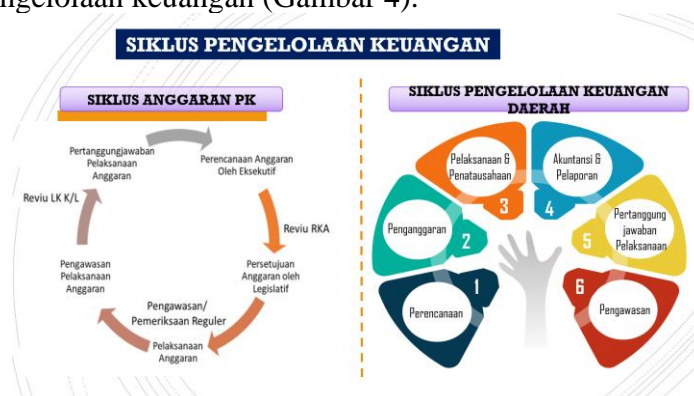 ngelolaan keuangan (Gambar 4).
SIKLUS PENGELOLAAN KEUANGAN
SIKLUS ANGGARAN PK
Pertanggungjawaban
Pelaksanaan
Anggaran
Perencanaan Anggaran
Oleh Eksekutif
Reviu LK K/L
Reviu RKA
Pengawasan
Pelaksanaan
Anggaran
Persetujuan
Anggaran oleh
Legislatif
Pengawasan/
Pemeriksaan Reguler
Pelaksanaan
Anggaran
SIKLUS PENGELOLAAN KEUANGAN
DAERAH
Pelaksanaan &
Penatausahaan
3
Akuntansi &
Pelaporan
4
Penganggaran
2
Pertanggung
jawaban
Pelaksanaan
5
Perencanaan
1
Pengawasan
6